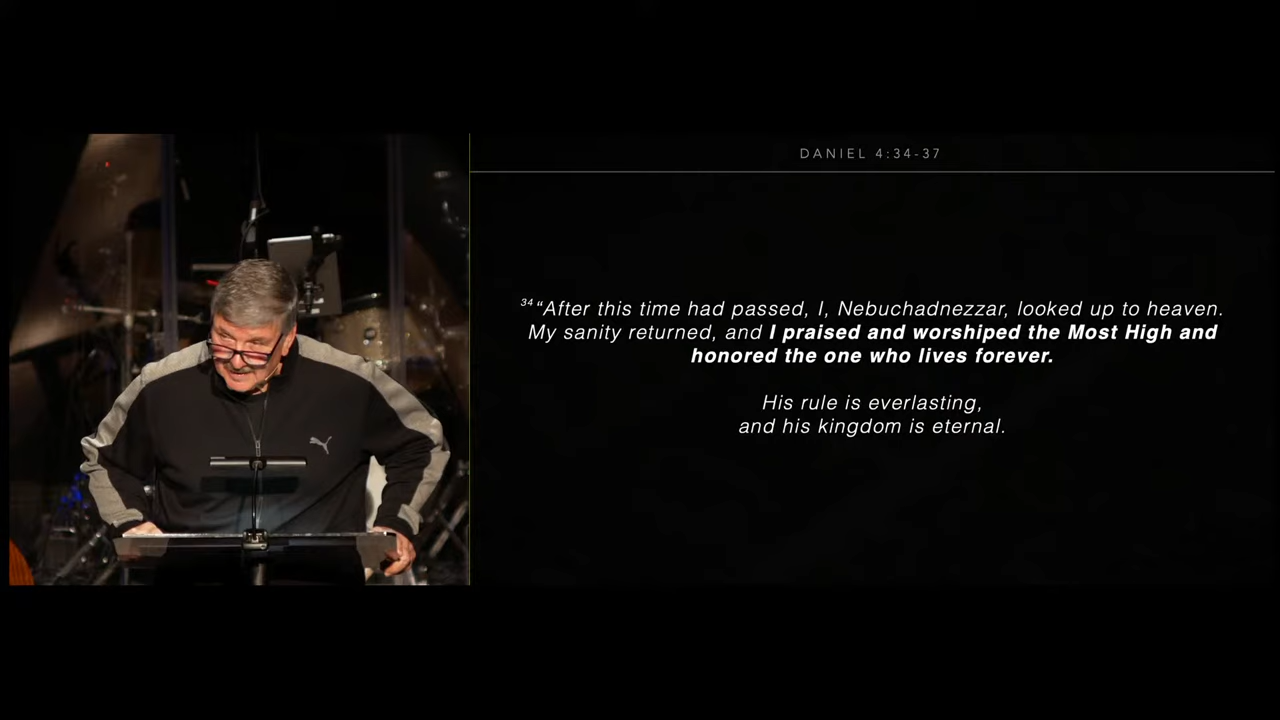 DANIEL 4:34-37
³⁴ “After this time had passed, I, Nebuchadnezzar, looked up to heaven.
My sanity returned, and I praised and worshiped the Most High and
honored the one who lives forever.
His rule is everlasting,
and his kingdom is eternal.